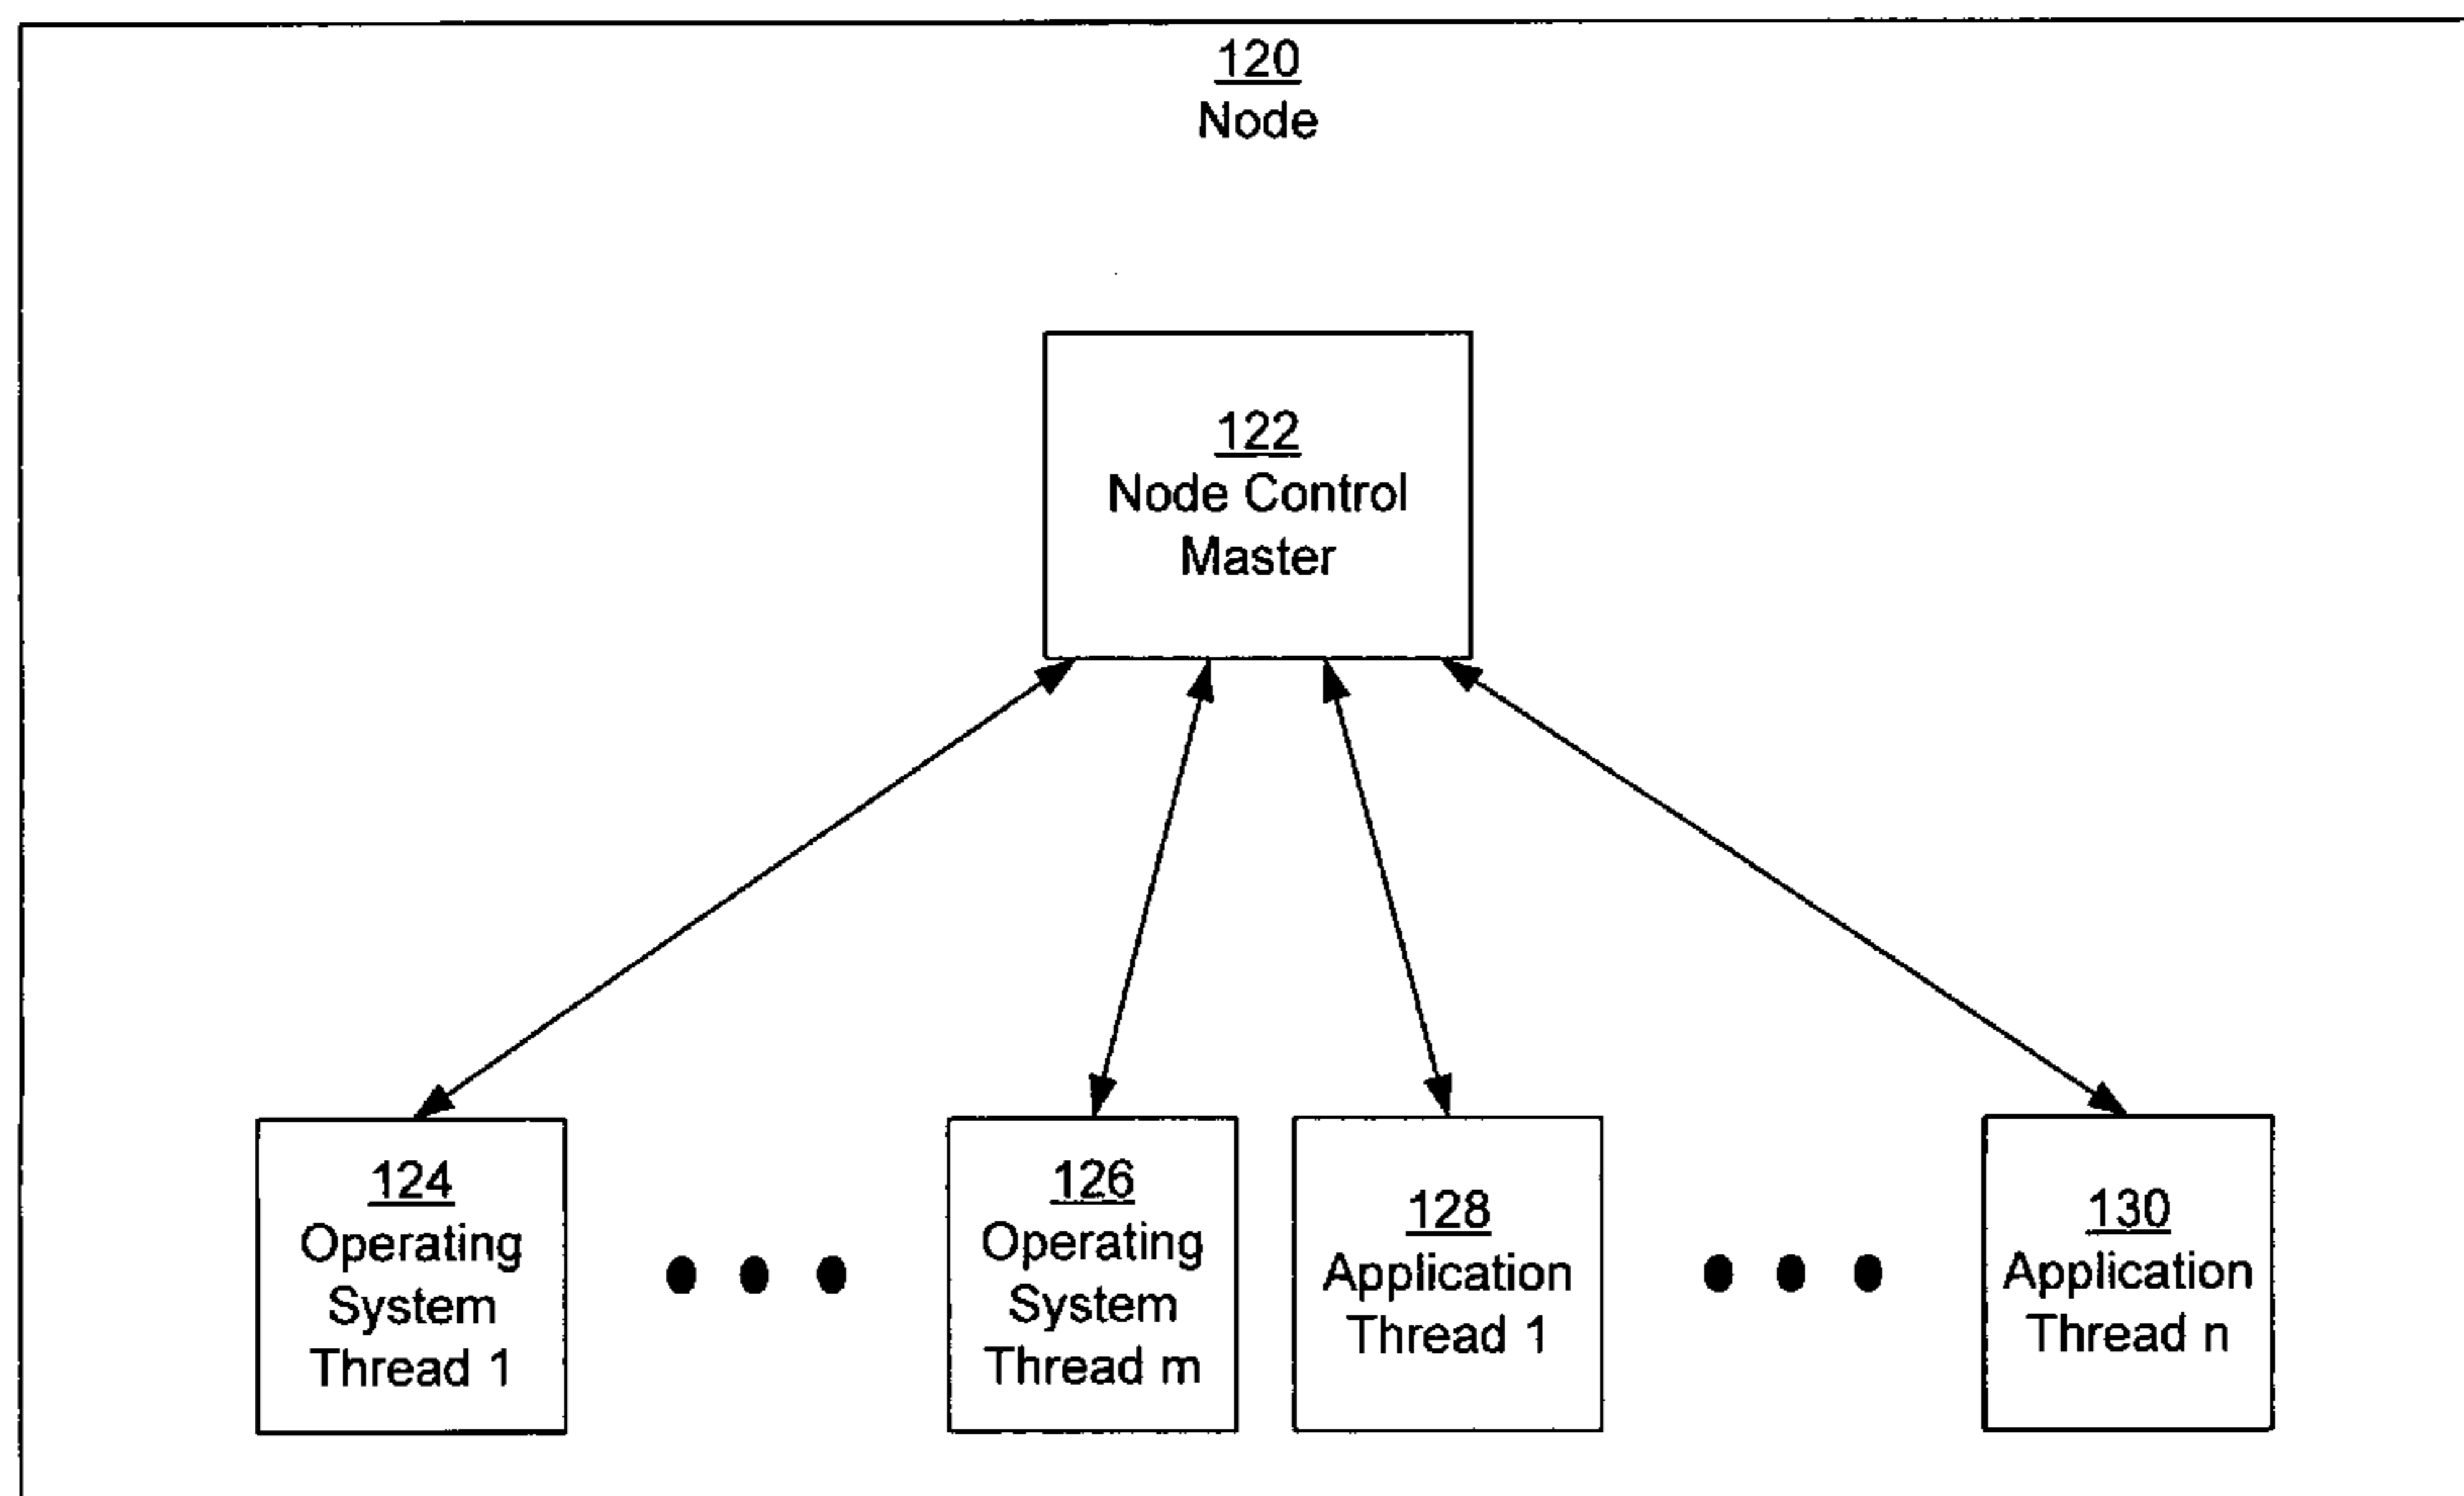 120
Node
122
Node Control
Master
124
Operating
System
Thread 1
126
Operating
System
Thread m
128
Application
Thread 1
130
Application
Thread n